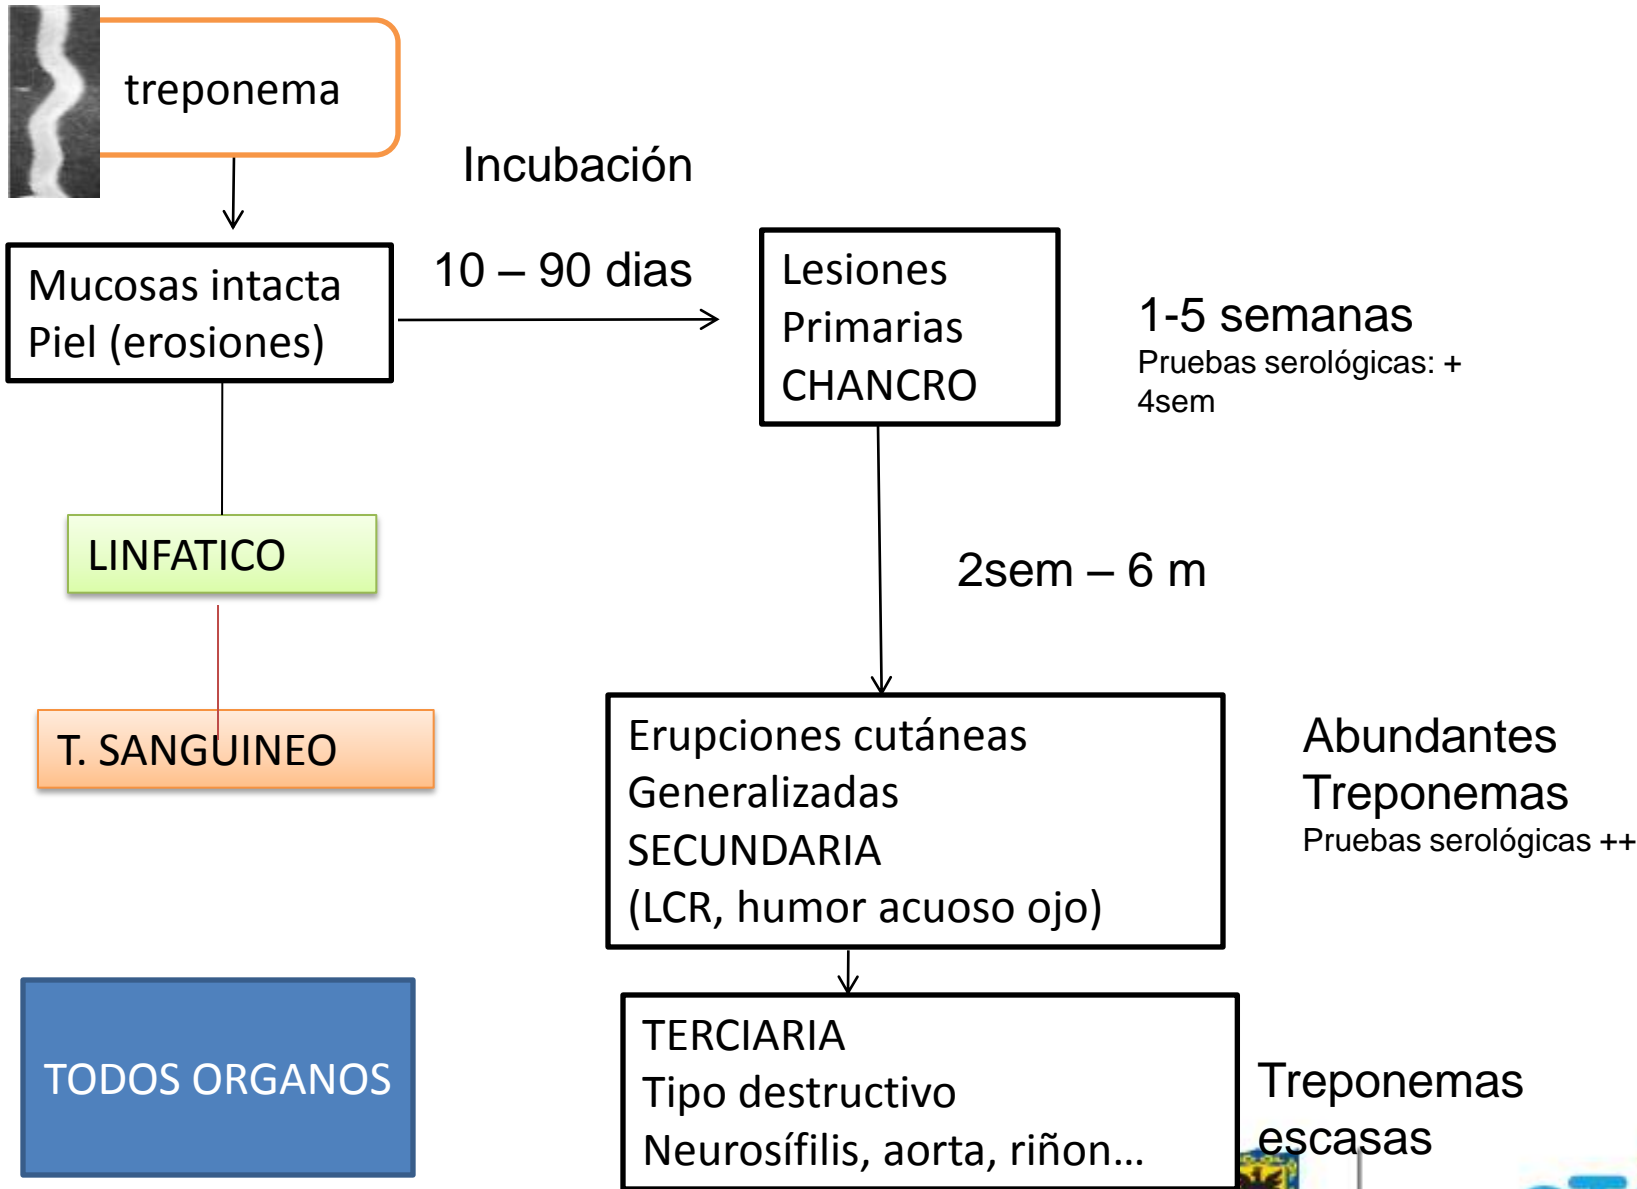 treponema
Incubación
10 – 90 dias
Mucosas intacta
Piel (erosiones)
Lesiones
Primarias
CHANCRO
1-5 semanas
Pruebas serológicas: +
4sem
LINFATICO
2sem – 6 m
T. SANGUINEO
Erupciones cutáneas
Generalizadas
SECUNDARIA
(LCR, humor acuoso ojo)
Abundantes
Treponemas
Pruebas serológicas ++
TODOS ORGANOS
TERCIARIA
Tipo destructivo
Neurosífilis, aorta, riñon...
Treponemas
escasas